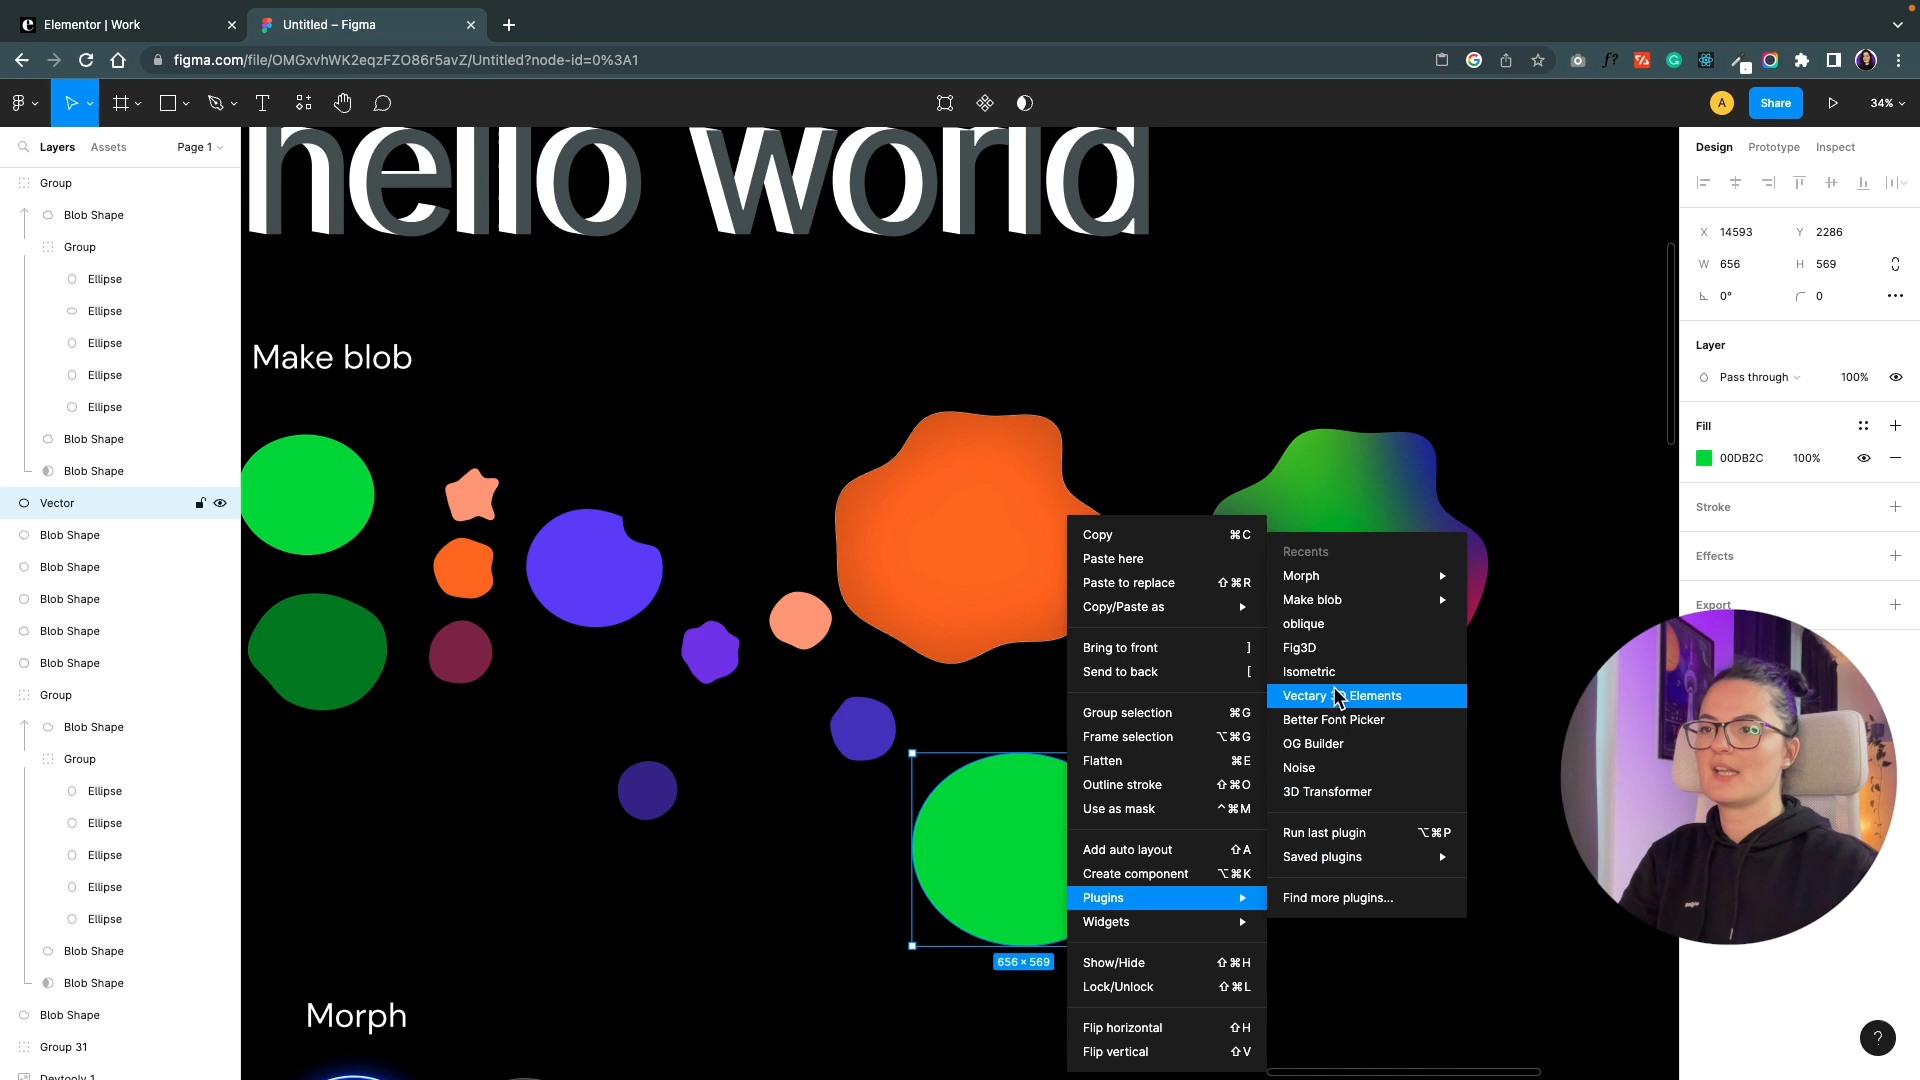 Elementor | Work
Untitled – Figma
figma.com/file/OMGxvhWK2eqzFZO86r5avZ/Untitled?node-id=0%3A1
A
Share
34%
Layers
Assets
Page 1
Group
Blob Shape
Group
Ellipse
Ellipse
Ellipse
Ellipse
Ellipse
Blob Shape
Blob Shape
Vector
Blob Shape
Blob Shape
Blob Shape
Blob Shape
Blob Shape
Group
Blob Shape
Group
Ellipse
Ellipse
Ellipse
Ellipse
Ellipse
Blob Shape
Blob Shape
Blob Shape
Group 31
Devtooly 1
hello world
Make blob
656 × 569
Morph
Copy ⌘C
Paste here
Paste to replace ⇧⌘R
Copy/Paste as
Bring to front ]
Send to back [
Group selection ⌘G
Frame selection ⌥⌘G
Flatten ⌘E
Outline stroke ⇧⌘O
Use as mask ^⌘M
Add auto layout ⇧A
Create component ⌥⌘K
Plugins
Widgets
Show/Hide ⇧⌘H
Lock/Unlock ⇧⌘L
Flip horizontal ⇧H
Flip vertical ⇧V
Recents
Morph
Make blob
oblique
Fig3D
Isometric
Vectary 3D Elements
Better Font Picker
OG Builder
Noise
3D Transformer
Run last plugin ⌥⌘P
Saved plugins
Find more plugins...
Design
Prototype
Inspect
X 14593 Y 2286
W 656 H 569
0° 0
Layer
Pass through 100%
Fill
00DB2C 100%
Stroke
Effects
Export
?